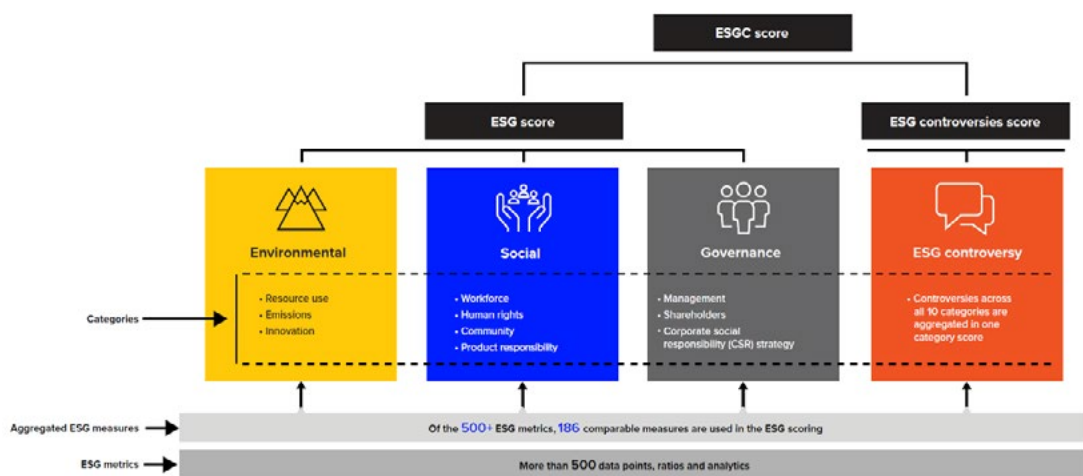 ESGC score
ESG score
ESG controversies score
Environmental
Social
Governance
ESG controversy
Categories
• Resource use
• Emissions
• Innovation
• Workforce
• Human rights
• Community
• Product responsibility
• Management
• Shareholders
• Corporate social
responsibility (CSR) strategy
• Controversies across
all 10 categories are
aggregated in one
category score
Aggregated ESG measures
Of the 500+ ESG metrics, 186 comparable measures are used in the ESG scoring
ESG metrics
More than 500 data points, ratios and analytics